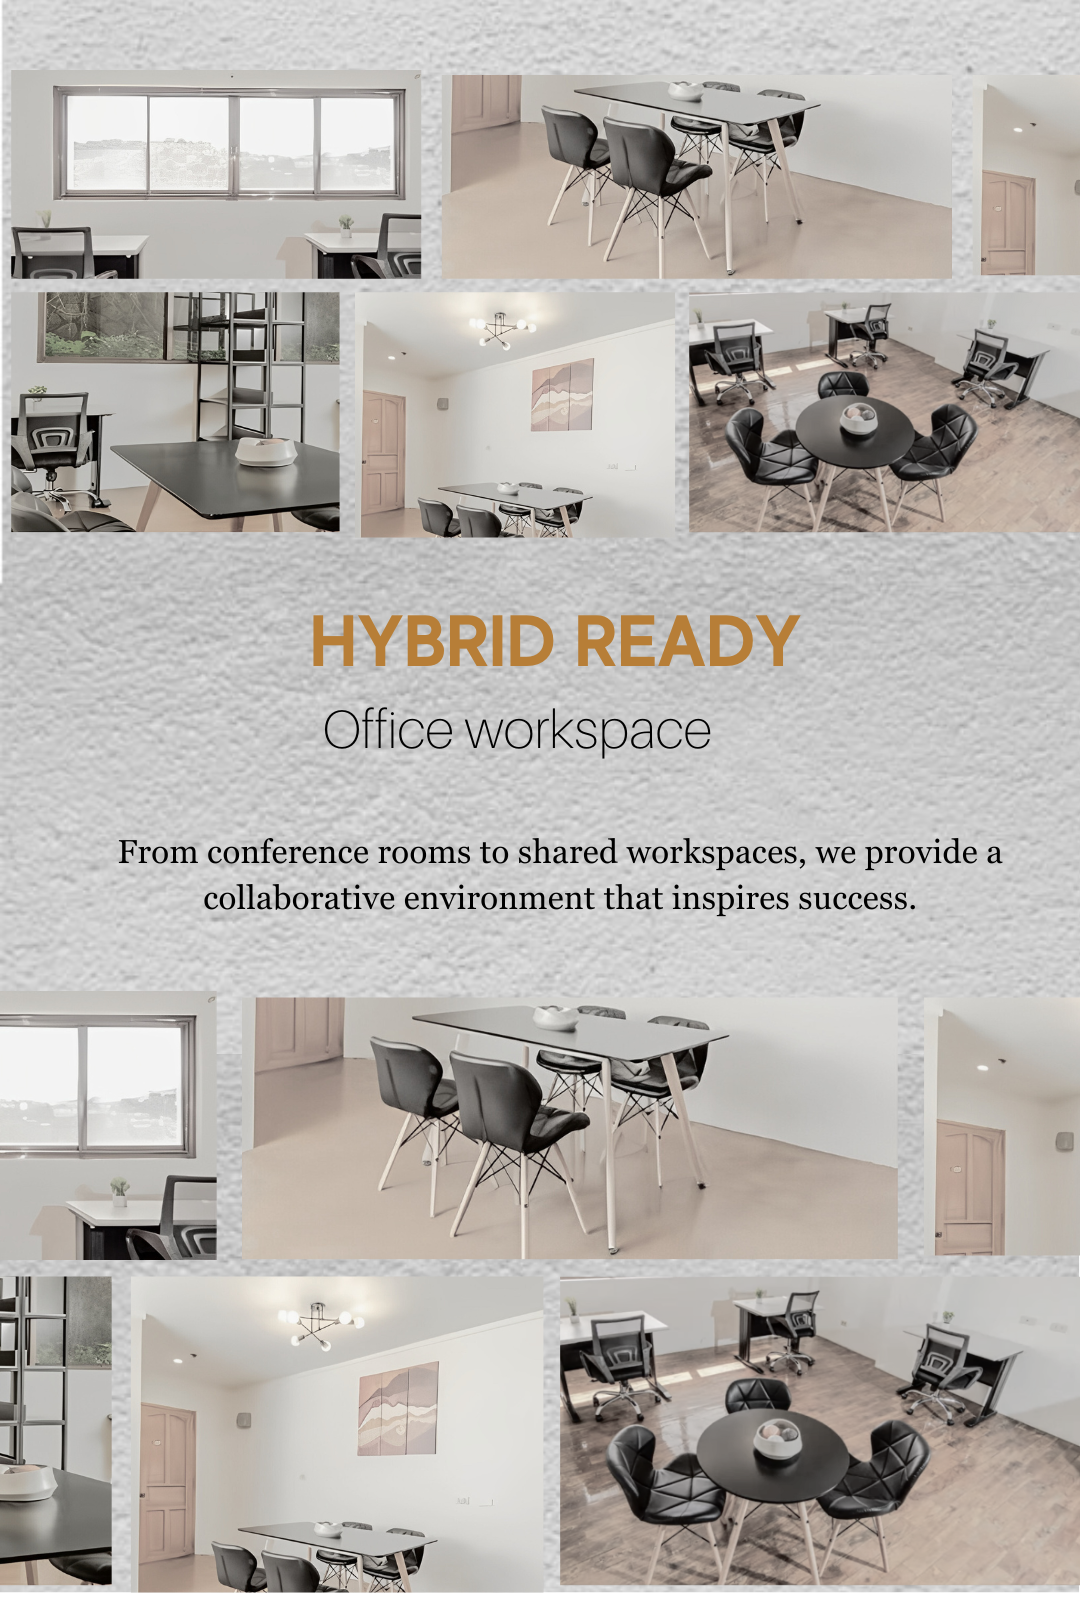 HYBRID READY
Office workspace
From conference rooms to shared workspaces, we provide a
collaborative environment that inspires success.